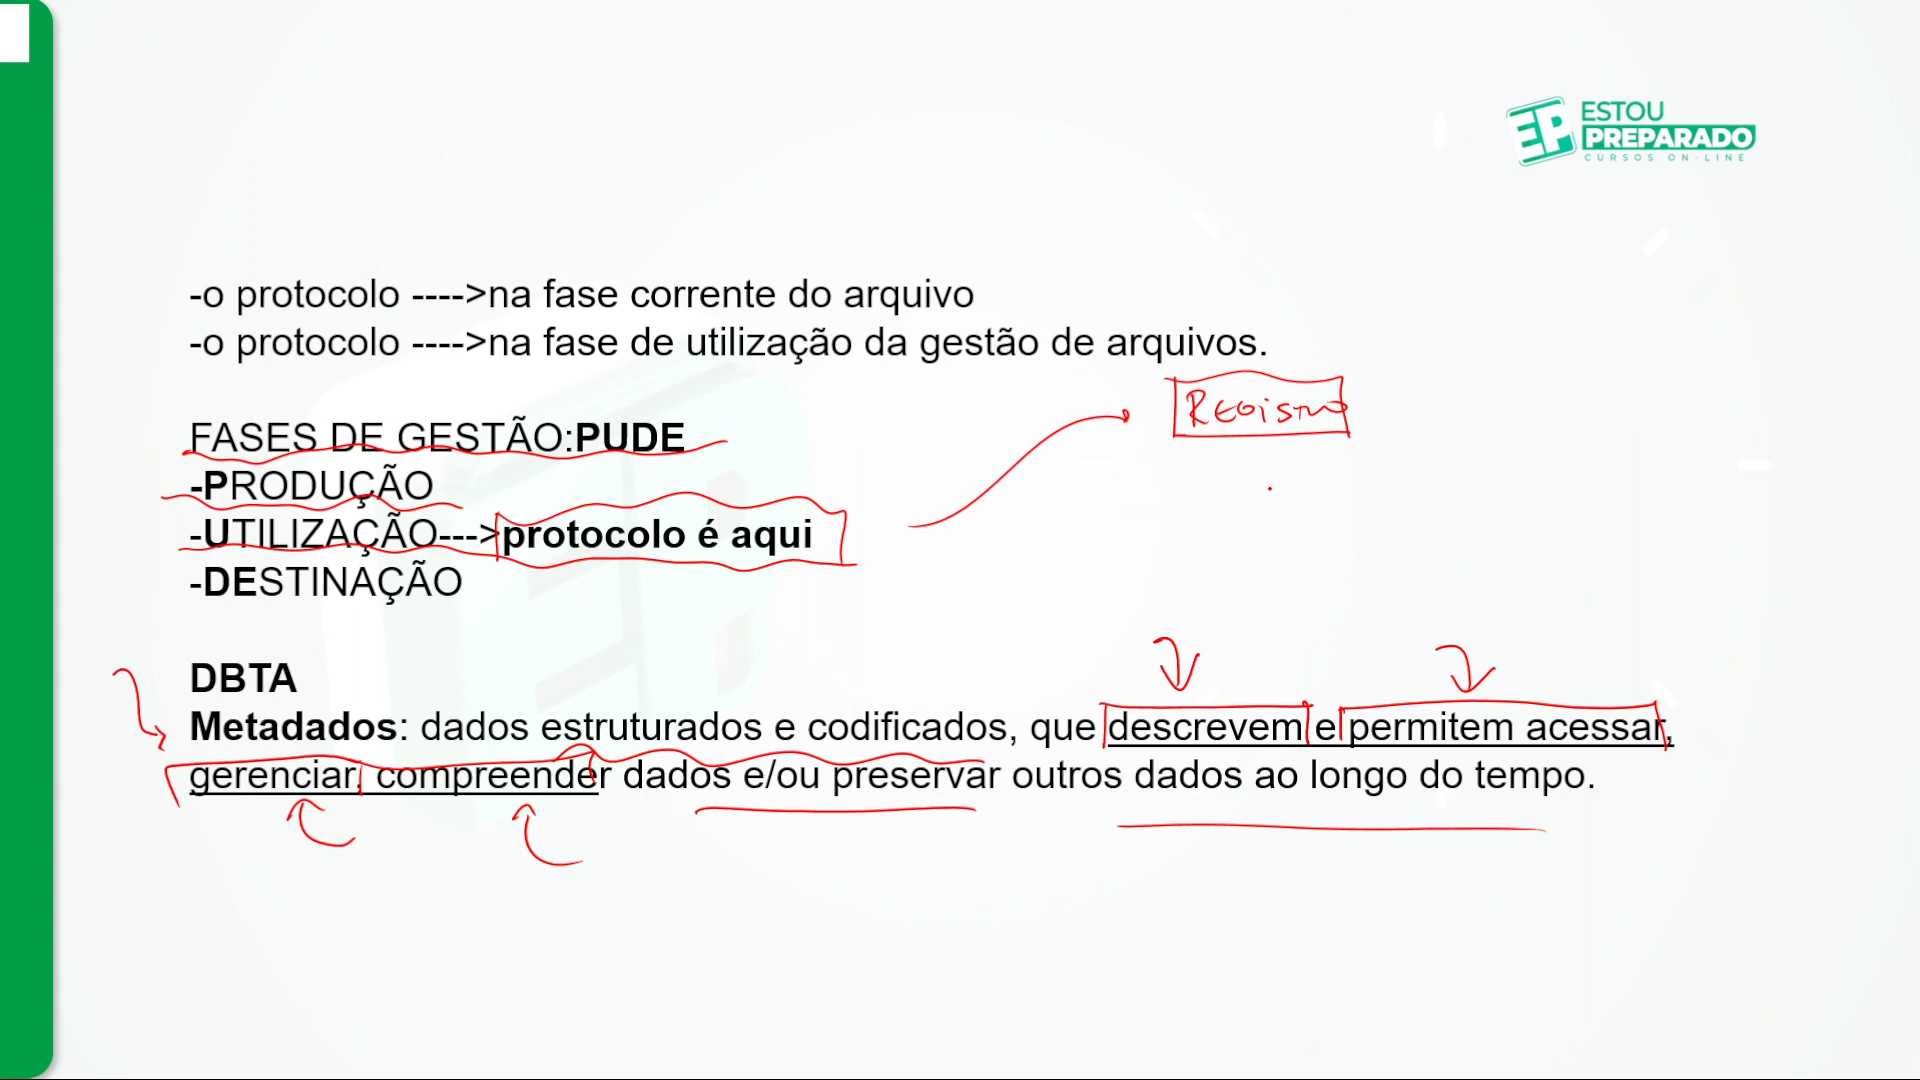 ESTOU
PREPARADO
CURSOS ON-LINE
-o protocolo ---->na fase corrente do arquivo
-o protocolo ---->na fase de utilização da gestão de arquivos.
REGISTRO
FASES DE GESTÃO:PUDE
-PRODUÇÃO
-UTILIZAÇÃO--->protocolo é aqui
-DESTINAÇÃO
DBTA
Metadados: dados estruturados e codificados, que descrevem e permitem acessar,
gerenciar, compreender dados e/ou preservar outros dados ao longo do tempo.